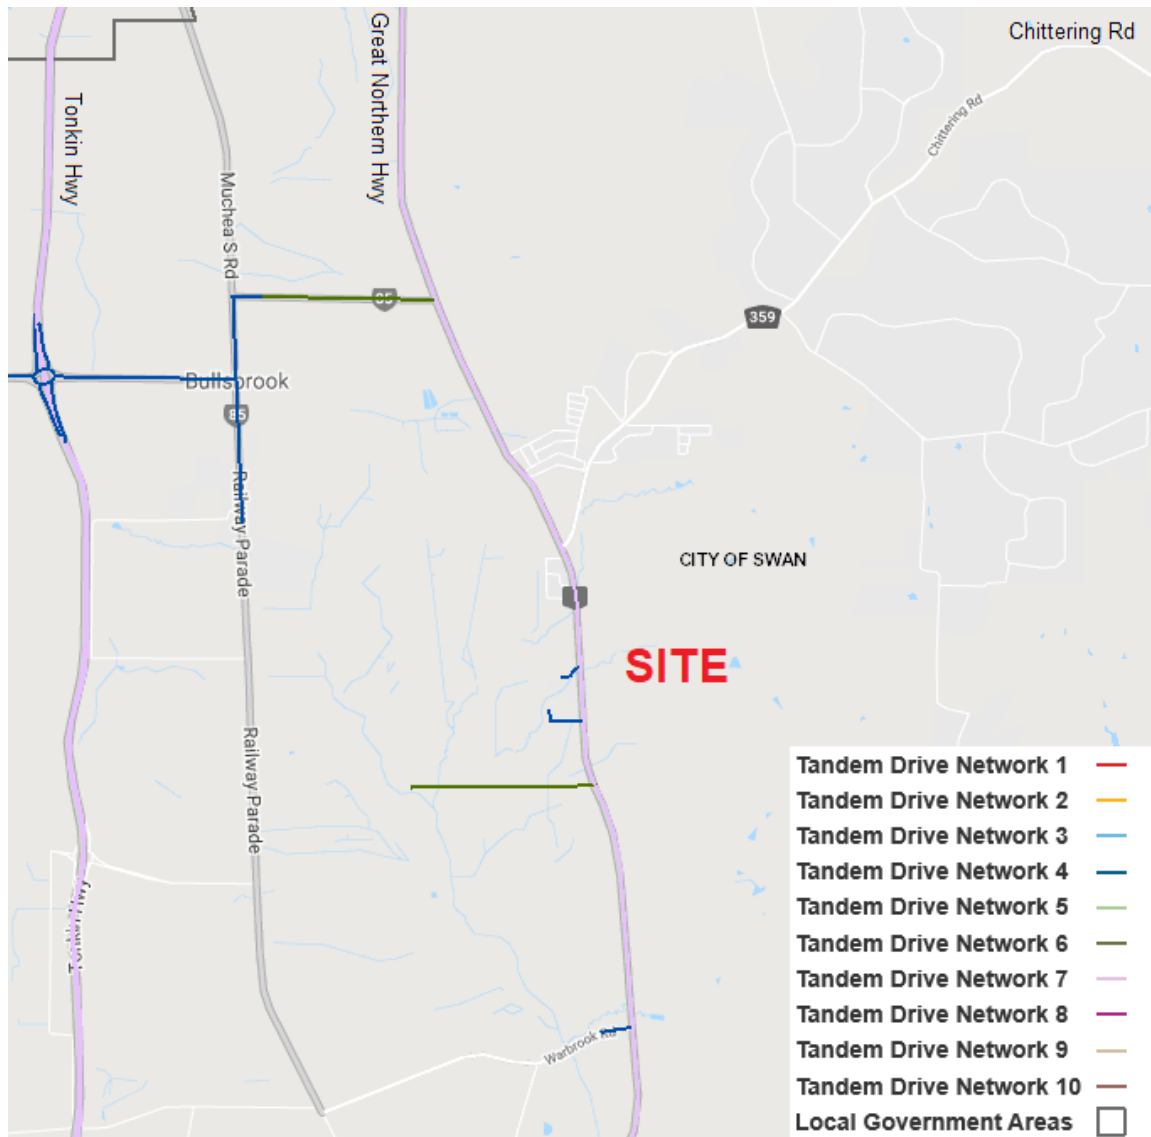 Chittering Rd
Great Northern Hwy
Tonkin Hwy
Chittering Rd
Muchea S Rd
85
359
Bullsbrook
85
Railway Parade
CITY OF SWAN
SITE
Railway Parade
Tandem Drive Network 1
Tandem Drive Network 2
Tandem Drive Network 3
Tandem Drive Network 4
Tandem Drive Network 5
Tandem Drive Network 6
Tandem Drive Network 7
Tandem Drive Network 8
Tandem Drive Network 9
Tandem Drive Network 10
Local Government Areas
Tonkin Hwy
Warbrook Rd